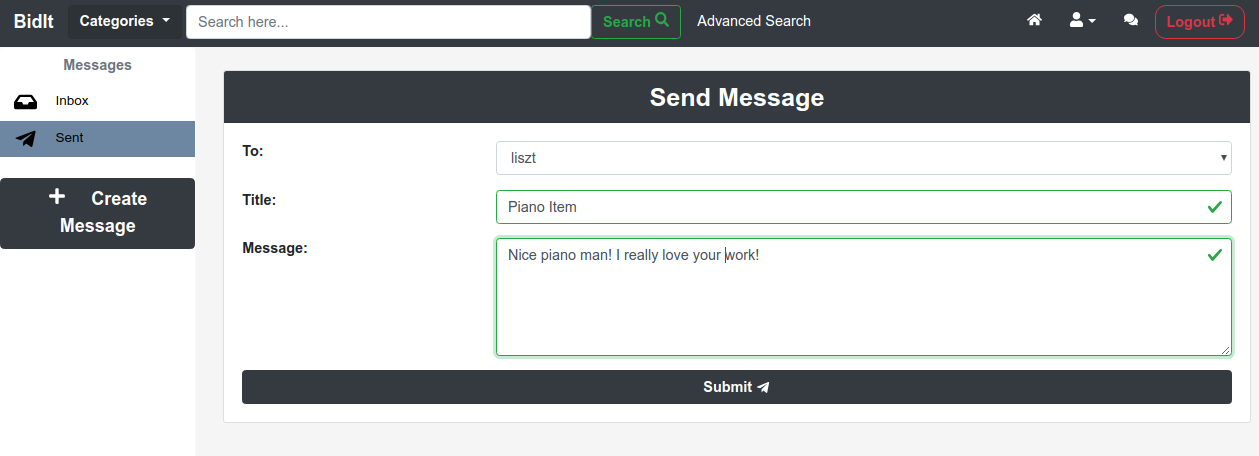 BidIt Categories Search here... Search Advanced Search Logout
Messages
Inbox
Sent
Create
Message
Send Message
To: liszt
Title: Piano Item
Message: Nice piano man! I really love your work!
Submit